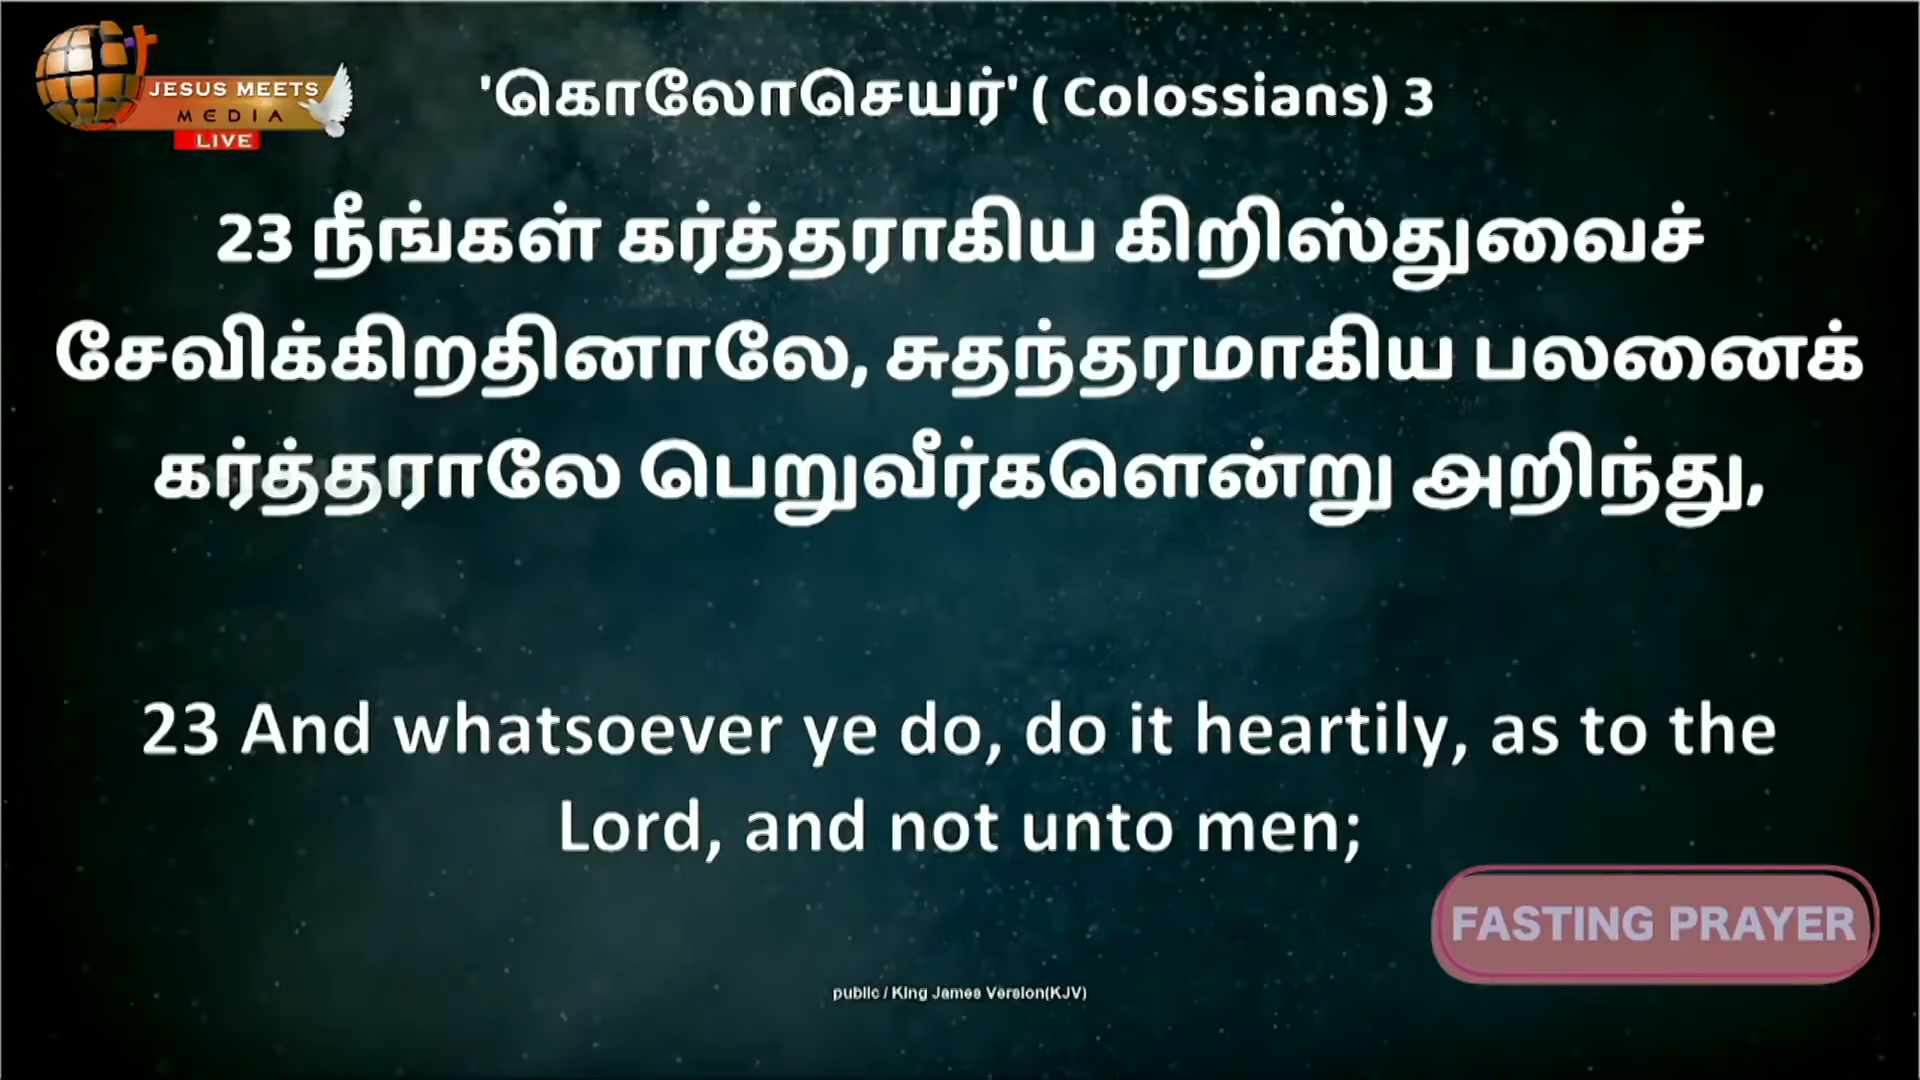 JESUS MEETS
MEDIA
LIVE
'கொலோசெயர்' ( Colossians) 3
23 நீங்கள் கர்த்தராகிய கிறிஸ்துவைச்
சேவிக்கிறதினாலே, சுதந்தரமாகிய பலனைக்
கர்த்தராலே பெறுவீர்களென்று அறிந்து,
23 And whatsoever ye do, do it heartily, as to the
Lord, and not unto men;
FASTING PRAYER
public / King James Version(KJV)